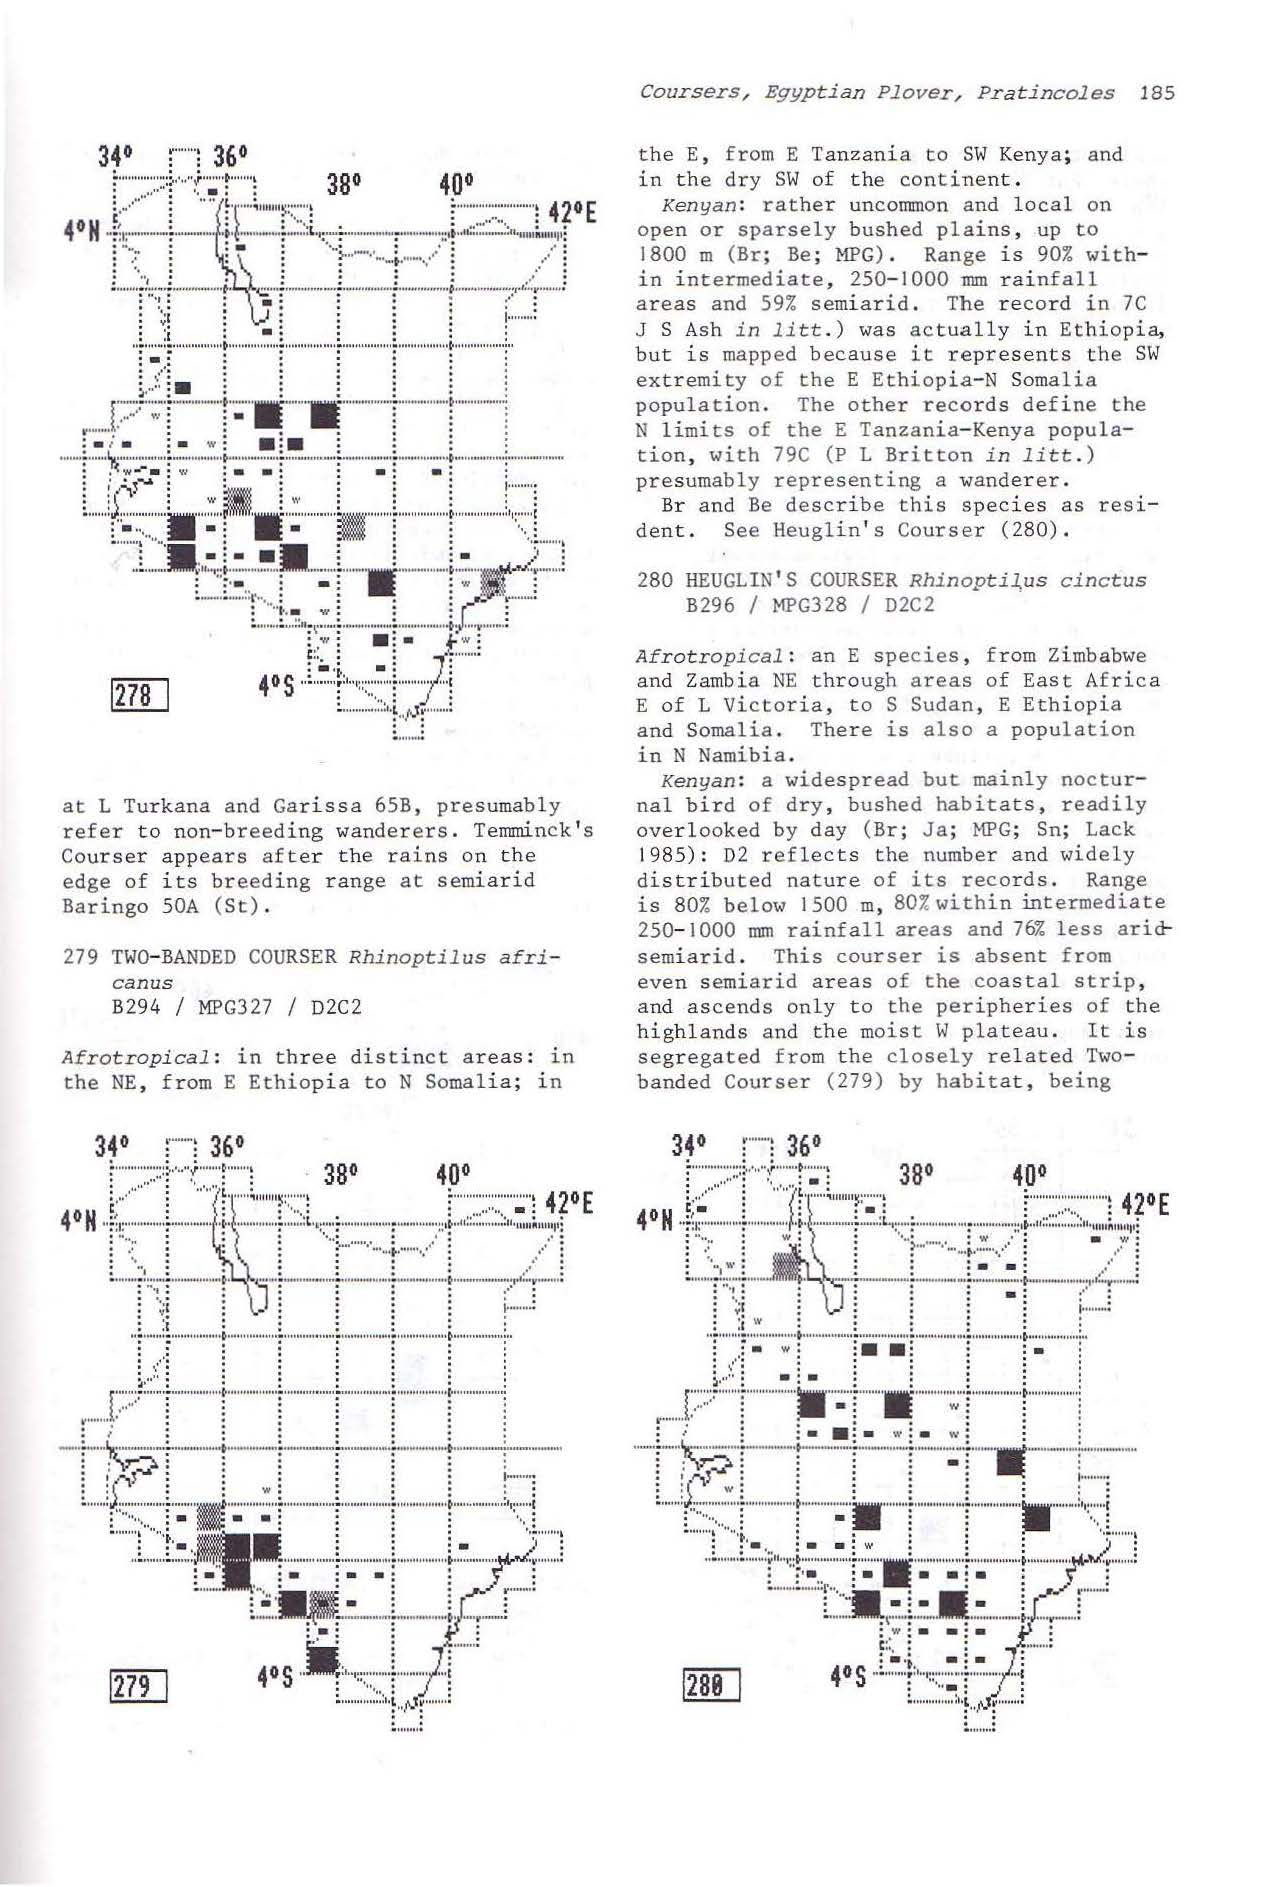 Coursers, Egyptian Plover, Pratincoles 185
34° 36°
38° 40°
42°E
4°N
278
4°S
at L Turkana and Garissa 65B, presumably
refer to non-breeding wanderers. Temminck's
Courser appears after the rains on the
edge of its breeding range at semiarid
Baringo 50A (St).
279 TWO-BANDED COURSER Rhinoptilus afri-
canus
B294 / MPG327 / D2C2
Afrotropical: in three distinct areas: in
the NE, from E Ethiopia to N Somalia; in
the E, from E Tanzania to SW Kenya; and
in the dry SW of the continent.
Kenyan: rather uncommon and local on
open or sparsely bushed plains, up to
1800 m (Br; Be; MPG). Range is 90% with-
in intermediate, 250-1000 mm rainfall
areas and 59% semiarid. The record in 7C
J S Ash in litt.) was actually in Ethiopia,
but is mapped because it represents the SW
extremity of the E Ethiopia-N Somalia
population. The other records define the
N limits of the E Tanzania-Kenya popula-
tion, with 79C (P L Britton in litt.)
presumably representing a wanderer.
Br and Be describe this species as resi-
dent. See Heuglin's Courser (280).
280 HEUGLIN'S COURSER Rhinoptilus cinctus
B296 / MPG328 / D2C2
Afrotropical: an E species, from Zimbabwe
and Zambia NE through areas of East Africa
E of L Victoria, to S Sudan, E Ethiopia
and Somalia. There is also a population
in N Namibia.
Kenyan: a widespread but mainly noctur-
nal bird of dry, bushed habitats, readily
overlooked by day (Br; Ja; MPG; Sn; Lack
1985): D2 reflects the number and widely
distributed nature of its records. Range
is 80% below 1500 m, 80% within intermediate
250-1000 mm rainfall areas and 76% less arid-
semiarid. This courser is absent from
even semiarid areas of the coastal strip,
and ascends only to the peripheries of the
highlands and the moist W plateau. It is
segregated from the closely related Two-
banded Courser (279) by habitat, being
34° 36°
38° 40°
42°E
4°N
279
4°S
34° 36°
38° 40°
42°E
4°N
280
4°S